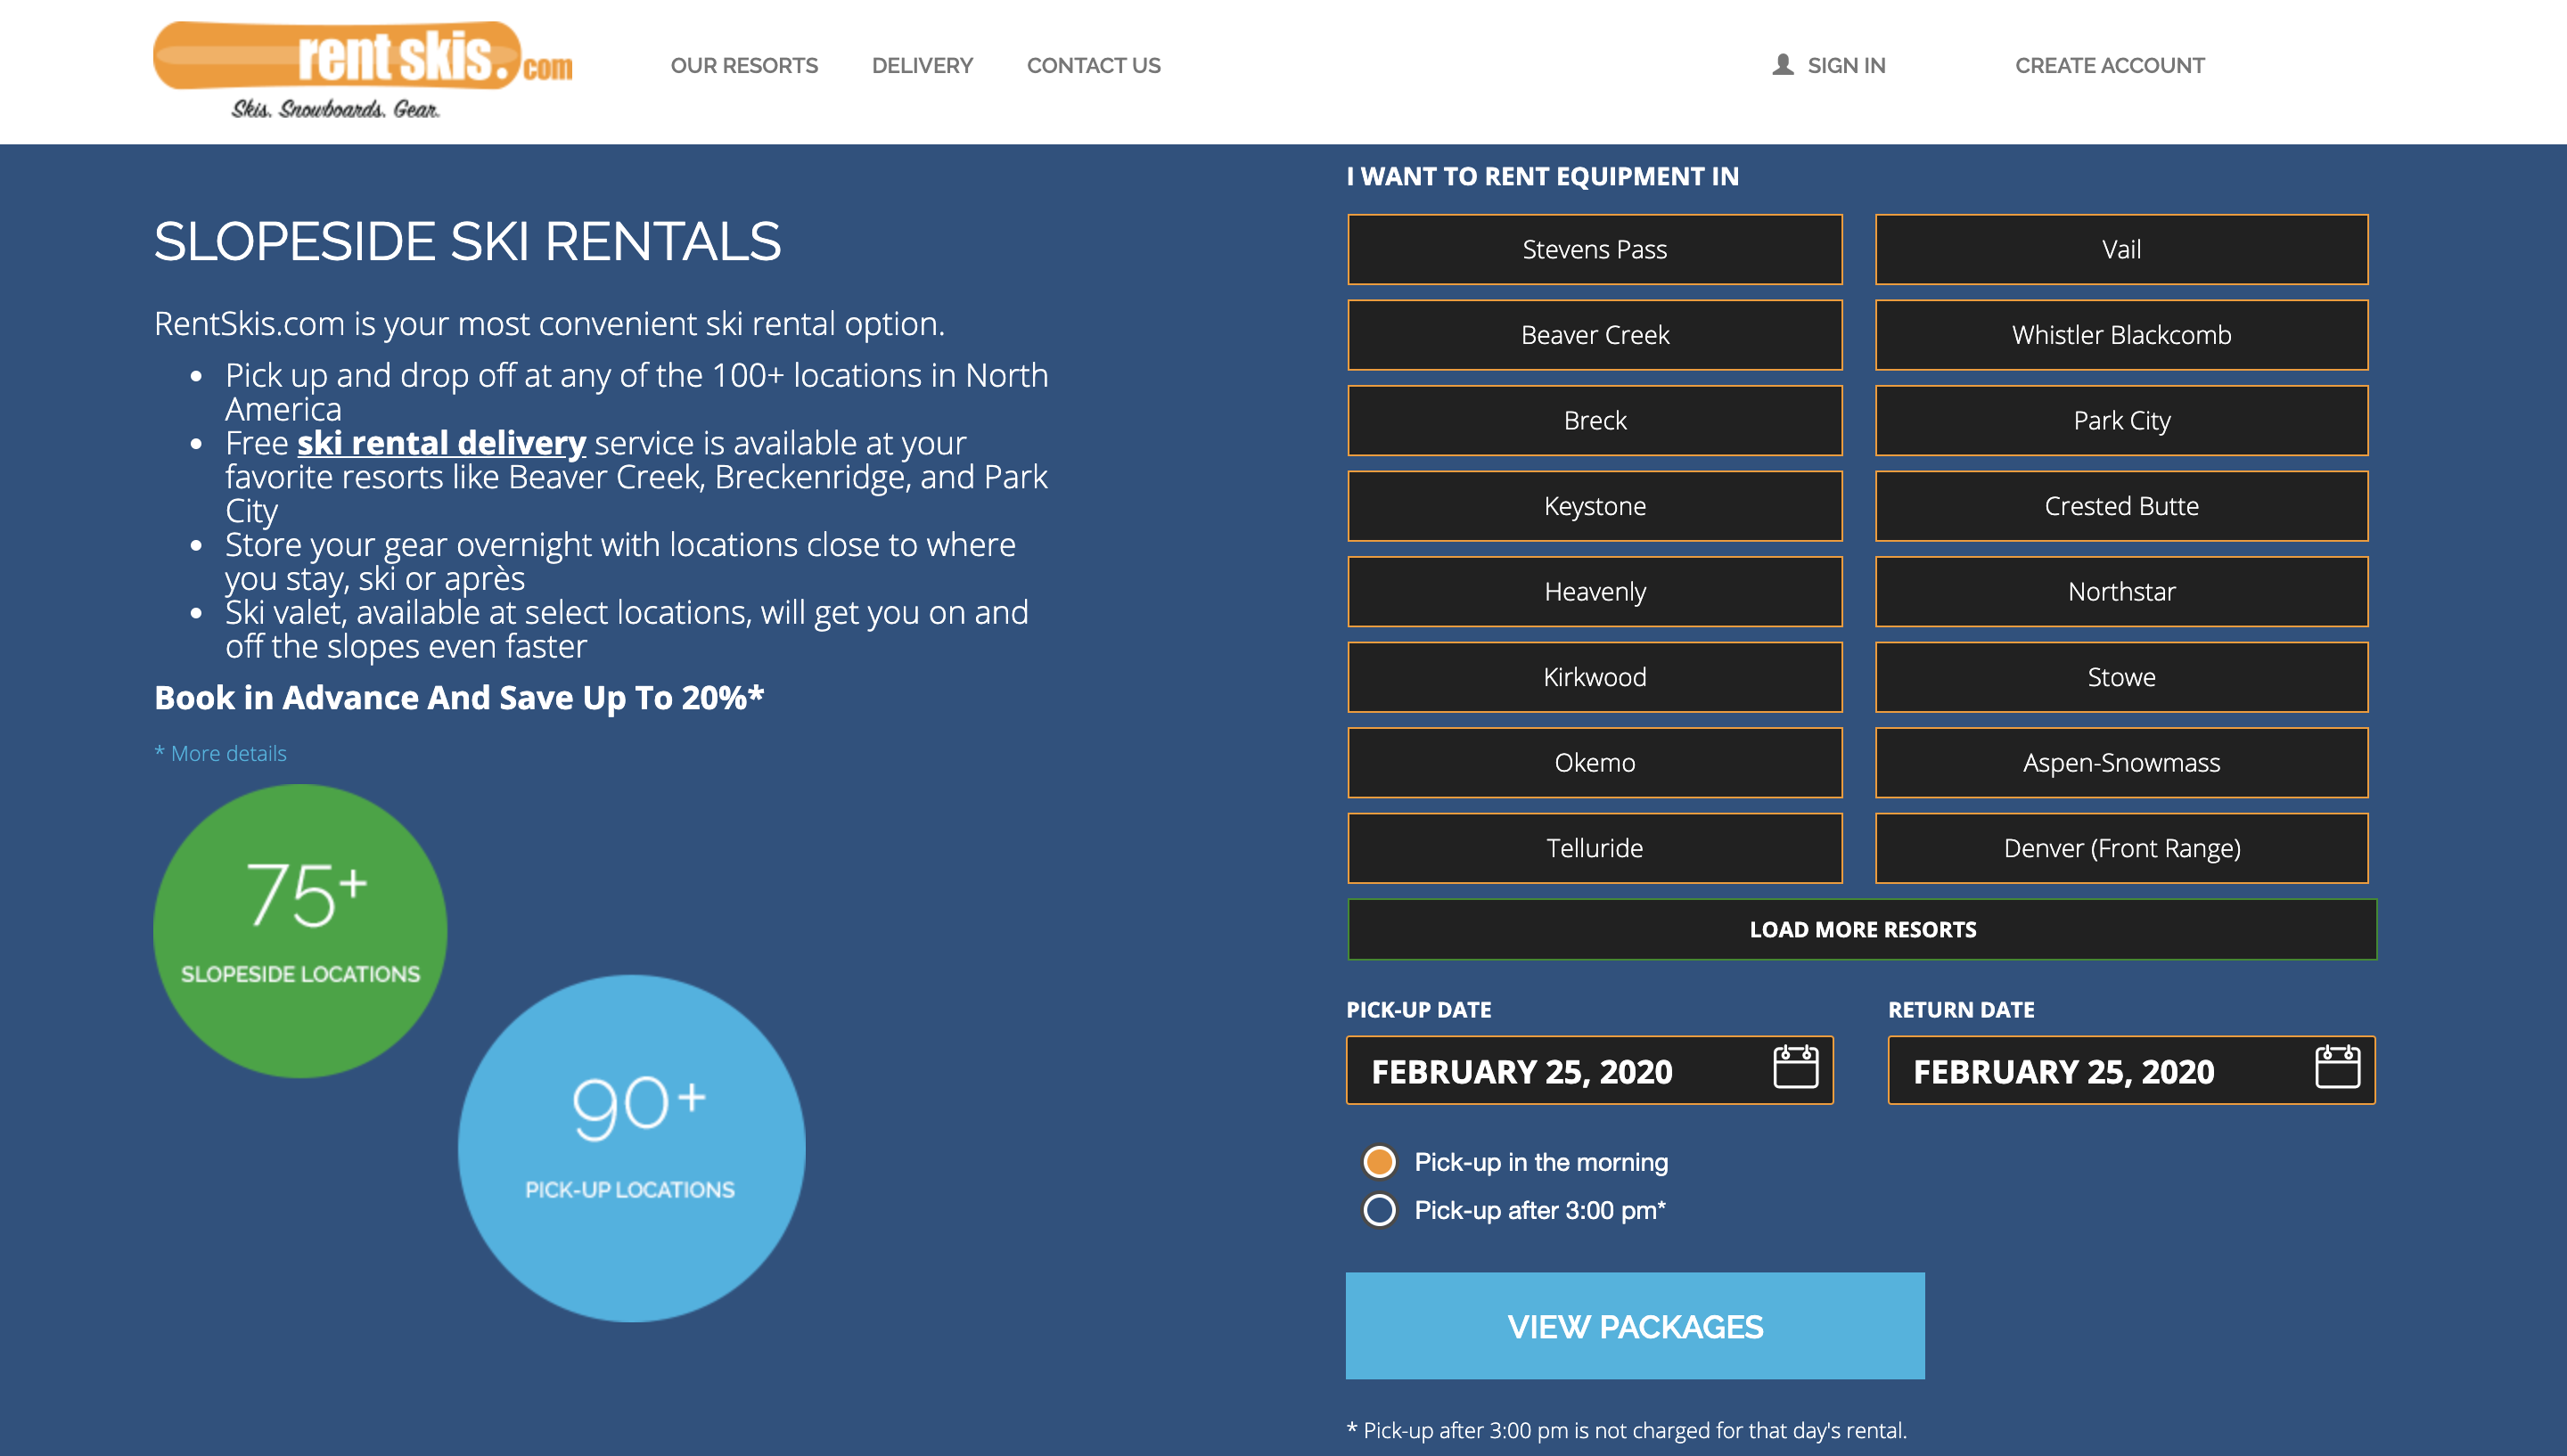 rent skis.com
Skis. Snowboards. Gear.
OUR RESORTS
DELIVERY
CONTACT US
SIGN IN
CREATE ACCOUNT
SLOPESIDE SKI RENTALS
RentSkis.com is your most convenient ski rental option.
• Pick up and drop off at any of the 100+ locations in North
America
• Free ski rental delivery service is available at your
favorite resorts like Beaver Creek, Breckenridge, and Park
City
• Store your gear overnight with locations close to where
you stay, ski or après
• Ski valet, available at select locations, will get you on and
off the slopes even faster
Book in Advance And Save Up To 20%*
* More details
75+
SLOPESIDE LOCATIONS
90+
PICK-UP LOCATIONS
I WANT TO RENT EQUIPMENT IN
Stevens Pass
Vail
Beaver Creek
Whistler Blackcomb
Breck
Park City
Keystone
Crested Butte
Heavenly
Northstar
Kirkwood
Stowe
Okemo
Aspen-Snowmass
Telluride
Denver (Front Range)
LOAD MORE RESORTS
PICK-UP DATE
RETURN DATE
FEBRUARY 25, 2020
FEBRUARY 25, 2020
Pick-up in the morning
Pick-up after 3:00 pm*
VIEW PACKAGES
* Pick-up after 3:00 pm is not charged for that day's rental.